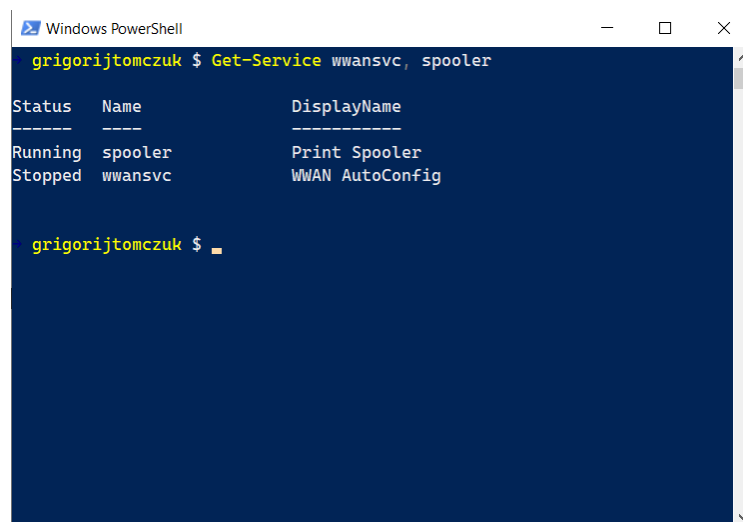 Windows PowerShell
→ grigorijtomczuk $ Get-Service wwansvc, spooler
Status   Name               DisplayName
------   ----               -----------
Running  spooler            Print Spooler
Stopped  wwansvc            WWAN AutoConfig
→ grigorijtomczuk $